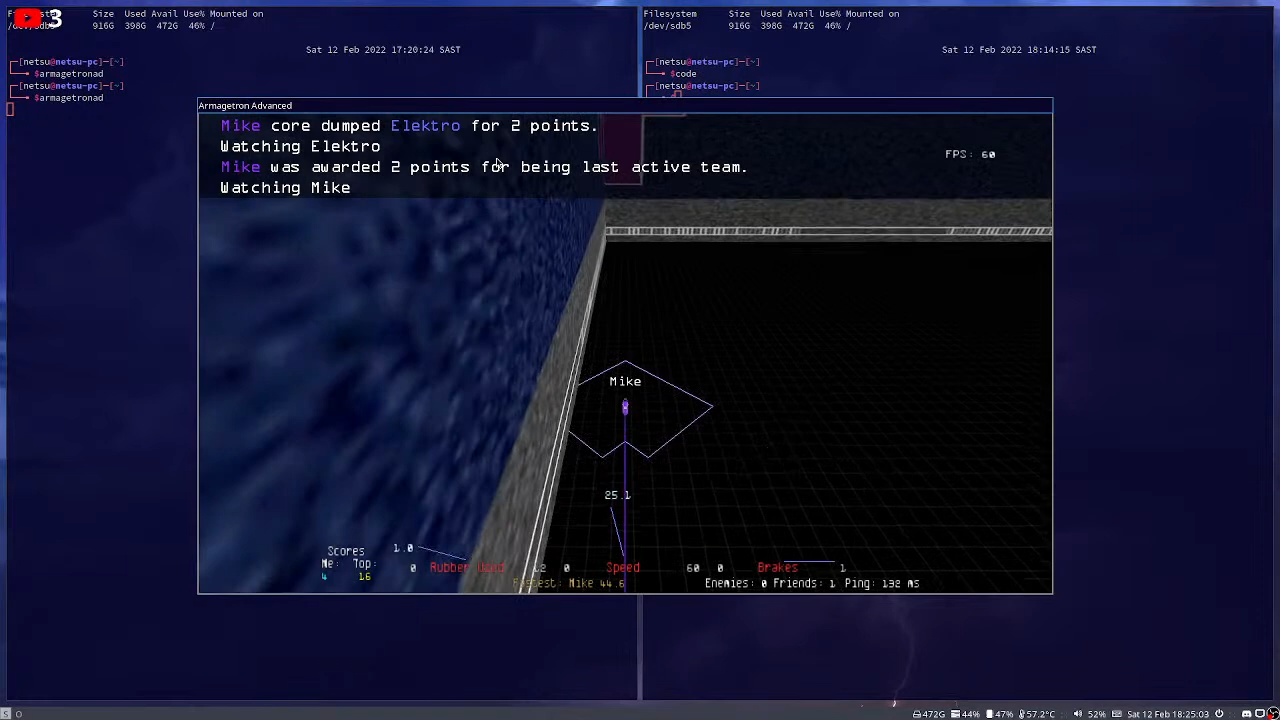 Size Used Avail Use% Mounted on
/dev/sdb5 916G 398G 472G 46% /
Sat 12 Feb 2022 17:20:24 SAST
┌─[netsu@netsu-pc]─[~]
└──╼ $armagetronad
┌─[netsu@netsu-pc]─[~]
└──╼ $armagetronad
3
Filesystem Size Used Avail Use% Mounted on
/dev/sdb5 916G 398G 472G 46% /
Sat 12 Feb 2022 18:14:15 SAST
┌─[netsu@netsu-pc]─[~]
└──╼ $code
┌─[netsu@netsu-pc]─[~]
Armagetron Advanced
Mike core dumped Elektro for 2 points.
Watching Elektro
Mike was awarded 2 points for being last active team.
Watching Mike
FPS: 60
Mike
25.1
Scores
Me: Top:
4 16
1.0
0 Rubber Used 12 0 Speed 60 0 Brakes 1
Fastest: Mike 44.6 Enemies: 0 Friends: 1 Ping: 132 ms
472G 44% 47% 57.2°C 52% Sat 12 Feb 18:25:03